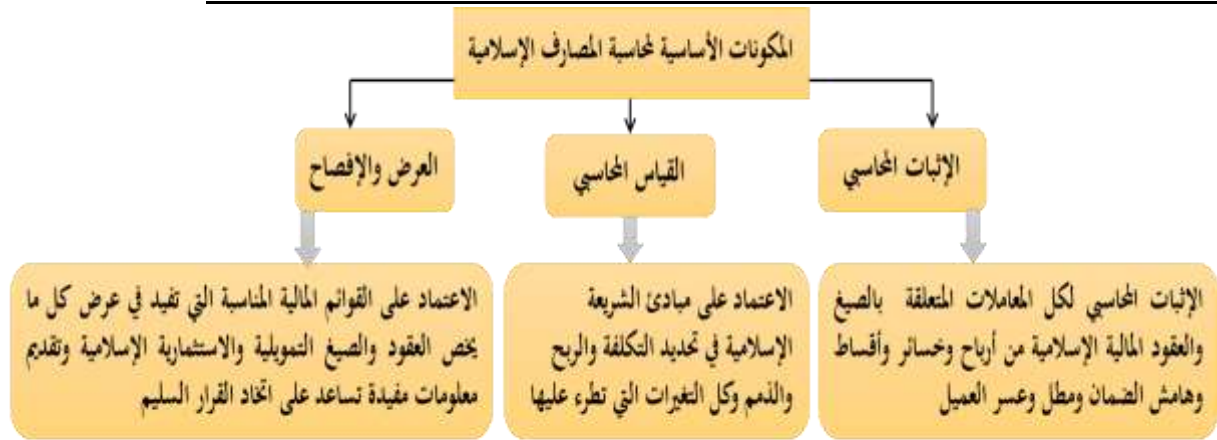 المكونات الأساسية لمحاسبة المصارف الإسلامية
الإثبات المحاسبي
القياس المحاسبي
العرض والإفصاح
الإثبات المحاسبي لكل المعاملات المتعلقة بالصيغ
والعقود المالية الإسلامية من أرباح وخسائر وأقساط
وهامش الضمان ومطل وعسر العميل
الاعتماد على مبادئ الشريعة
الإسلامية في تحديد التكلفة والربح
والذمم وكل التغيرات التي تطرء عليها
الاعتماد على القوائم المالية المناسبة التي تفيد في عرض كل ما
يخص العقود والصيغ التمويلية والاستثمارية الإسلامية وتقديم
معلومات مفيدة تساعد على اتخاد القرار السليم